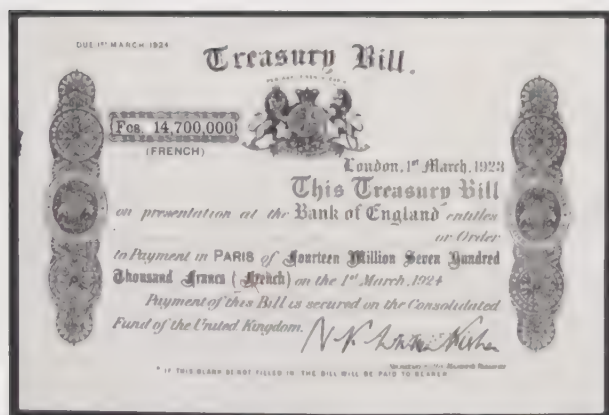 DUE 1ST MARCH 1924
Treasury Bill.
Fcs. 14,700,000
(FRENCH)
London, 1st March, 1923
This Treasury Bill
on presentation at the Bank of England entitles
or Order
to Payment in PARIS of Fourteen Million Seven Hundred
Thousand Francs (French) on the 1st March, 1924
Payment of this Bill is secured on the Consolidated
Fund of the United Kingdom.
* IF THIS BLANK BE NOT FILLED IN THE BILL WILL BE PAID TO BEARER